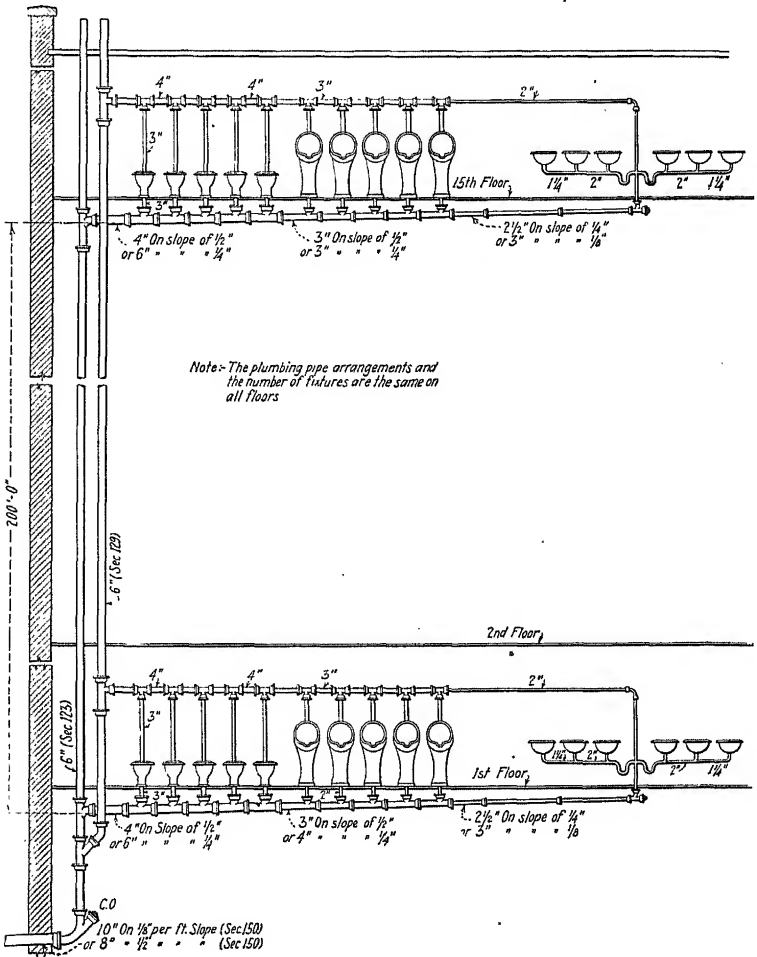 4" 4" 3" 2"
3"
15th Floor
1¼" 2" 2" 1¼"
3"
4" On slope of ½"
or 6" " " " ¼"
3" On slope of ½"
or 3" " " " ¼"
2½" On slope of ¼"
or 3" " " " ⅛"
Note:- The plumbing pipe arrangements and
the number of fixtures are the same on
all floors
200'-0"
6" (Sec 129)
2nd Floor
4" 4" 3" 2"
3"
6" (Sec 123)
1st Floor
1¼" 2" 2" 1¼"
3" 2"
4" On Slope of ½"
or 6" " " " ¼"
3" On slope of ½"
or 4" " " " ¼"
2½" On slope of ¼"
or 3" " " " ⅛"
C.O
10" On ⅛" per ft. Slope (Sec.150)
or 8" " ½" " " " (Sec 150)